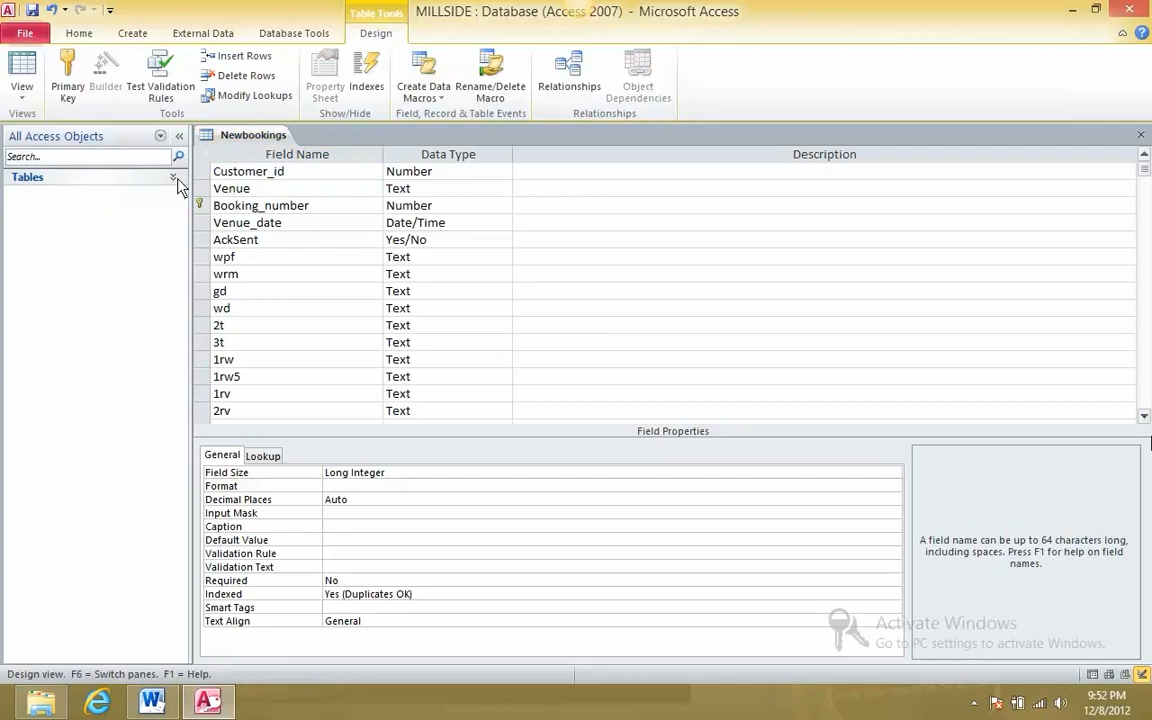 MILLSIDE : Database (Access 2007) - Microsoft Access
Table Tools
File Home Create External Data Database Tools Design
View
Primary Key
Builder
Test Validation Rules
Insert Rows
Delete Rows
Modify Lookups
Property Sheet
Indexes
Create Data Macros
Rename/Delete Macro
Relationships
Object Dependencies
Views Tools Show/Hide Field, Record & Table Events Relationships
All Access Objects
Search...
Tables
Newbookings
Field Name Data Type Description
Customer_id Number
Venue Text
Booking_number Number
Venue_date Date/Time
AckSent Yes/No
wpf Text
wrm Text
gd Text
wd Text
2t Text
3t Text
1rw Text
1rw5 Text
1rv Text
2rv Text
Field Properties
General Lookup
Field Size Long Integer
Format
Decimal Places Auto
Input Mask
Caption
Default Value
Validation Rule
Validation Text
Required No
Indexed Yes (Duplicates OK)
Smart Tags
Text Align General
A field name can be up to 64 characters long,
including spaces. Press F1 for help on field
names.
Activate Windows
Go to PC settings to activate Windows.
Design view. F6 = Switch panes. F1 = Help.
9:52 PM
12/8/2012